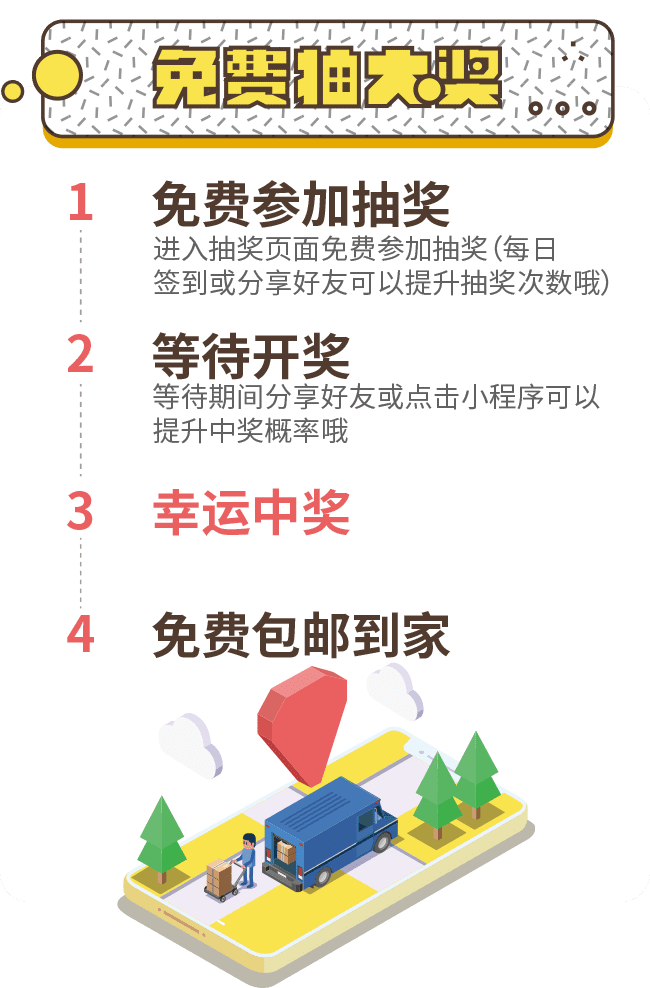 免费抽大奖
1 免费参加抽奖
进入抽奖页面免费参加抽奖(每日
签到或分享好友可以提升抽奖次数哦)
2 等待开奖
等待期间分享好友或点击小程序可以
提升中奖概率哦
3 幸运中奖
4 免费包邮到家